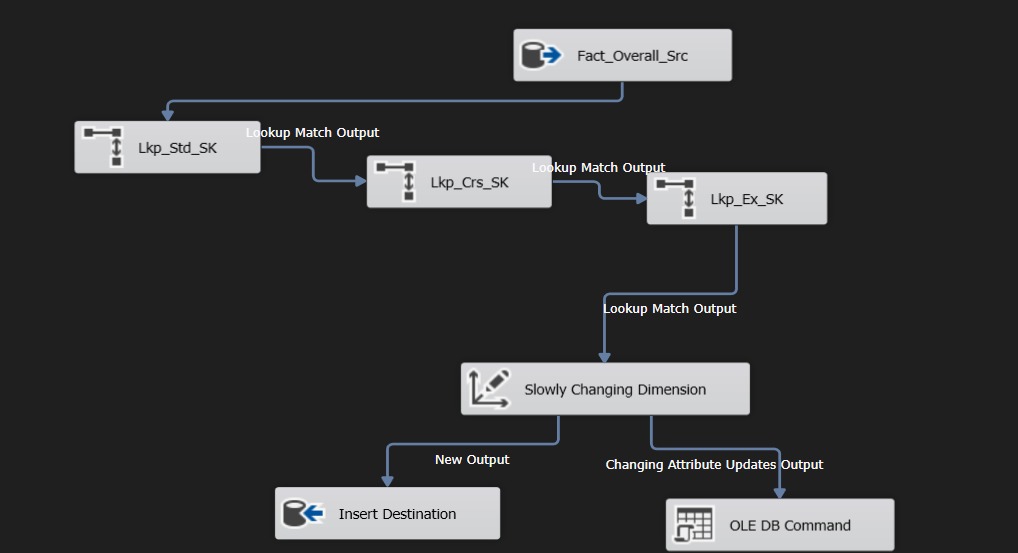 Fact_Overall_Src
Lookup Match Output
Lkp_Std_SK
Lookup Match Output
Lkp_Crs_SK
Lkp_Ex_SK
Lookup Match Output
Slowly Changing Dimension
New Output
Changing Attribute Updates Output
Insert Destination
OLE DB Command